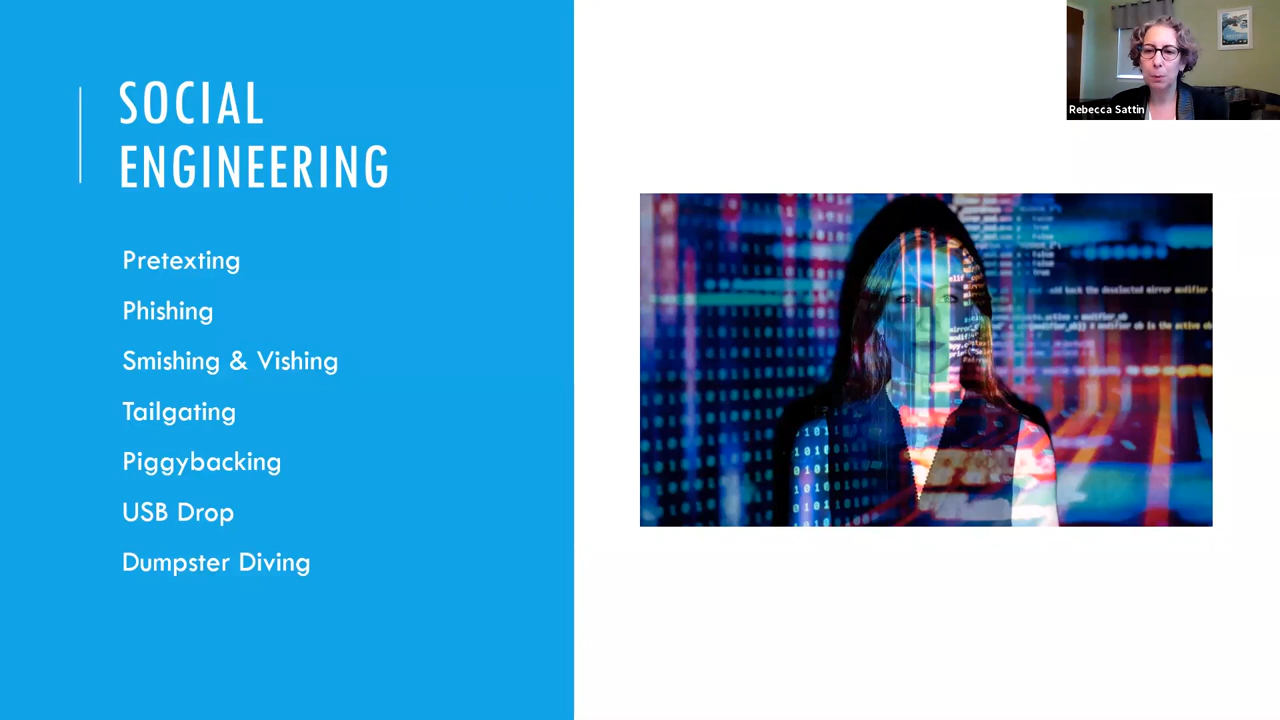 SOCIAL
ENGINEERING
Pretexting
Phishing
Smishing & Vishing
Tailgating
Piggybacking
USB Drop
Dumpster Diving
Rebecca Sattin